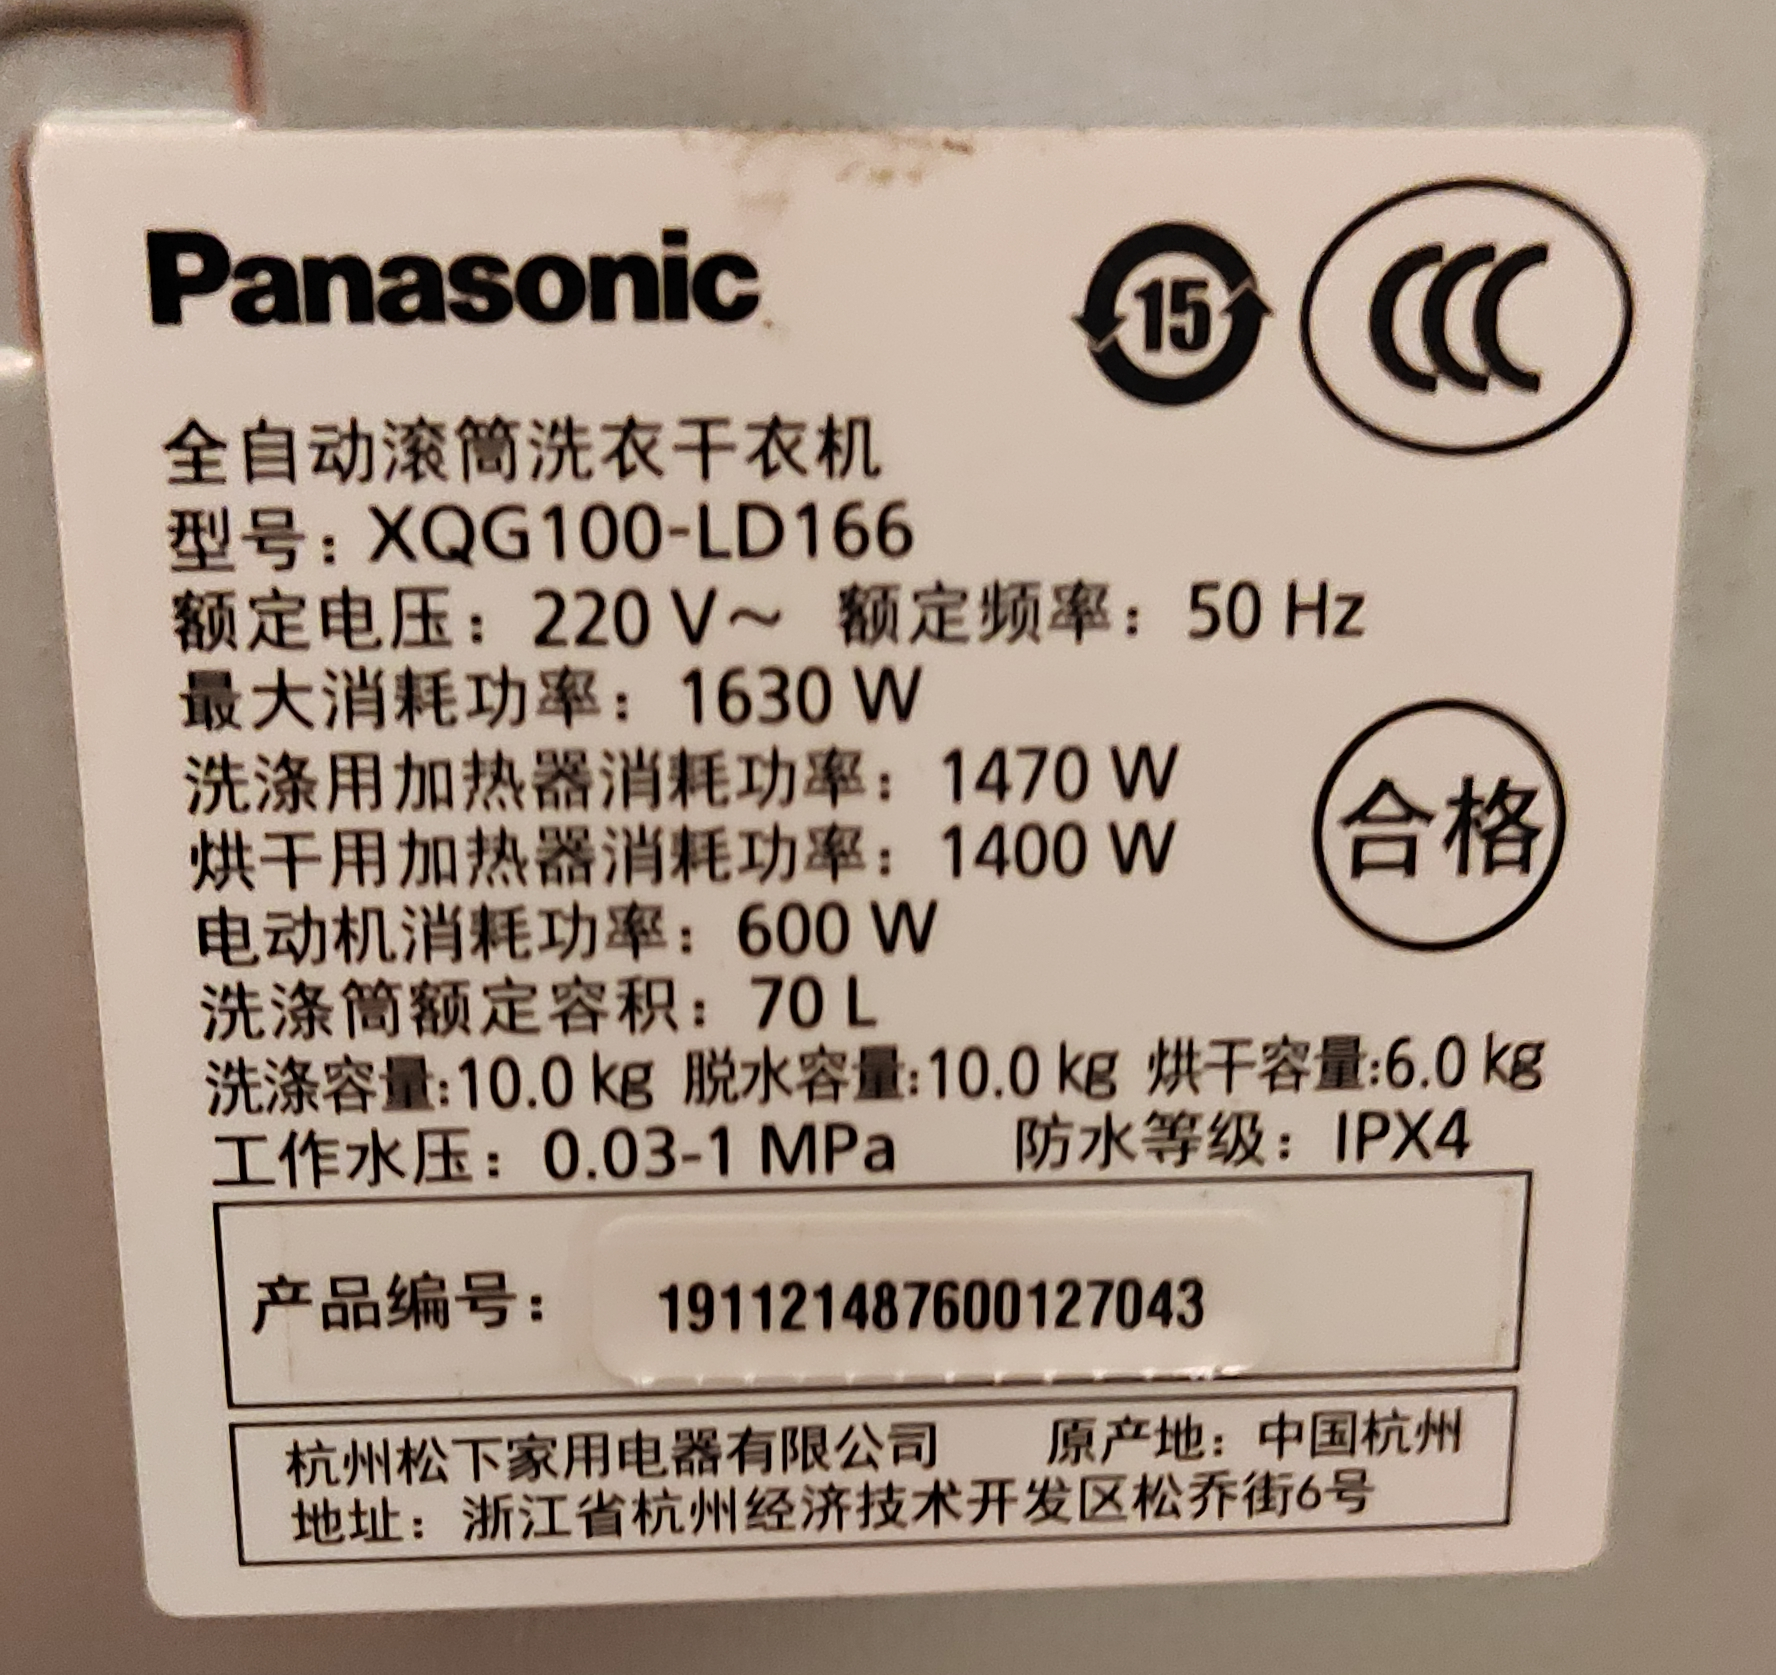 Panasonic
15
CCC
全自动滚筒洗衣干衣机
型号：XQG100-LD166
额定电压：220 V～ 额定频率：50 Hz
最大消耗功率：1630 W
洗涤用加热器消耗功率：1470 W
烘干用加热器消耗功率：1400 W
合格
电动机消耗功率：600 W
洗涤筒额定容积：70 L
洗涤容量:10.0 kg 脱水容量:10.0 kg 烘干容量:6.0 kg
工作水压：0.03-1 MPa 防水等级：IPX4
产品编号：191121487600127043
杭州松下家用电器有限公司 原产地：中国杭州
地址：浙江省杭州经济技术开发区松乔街6号